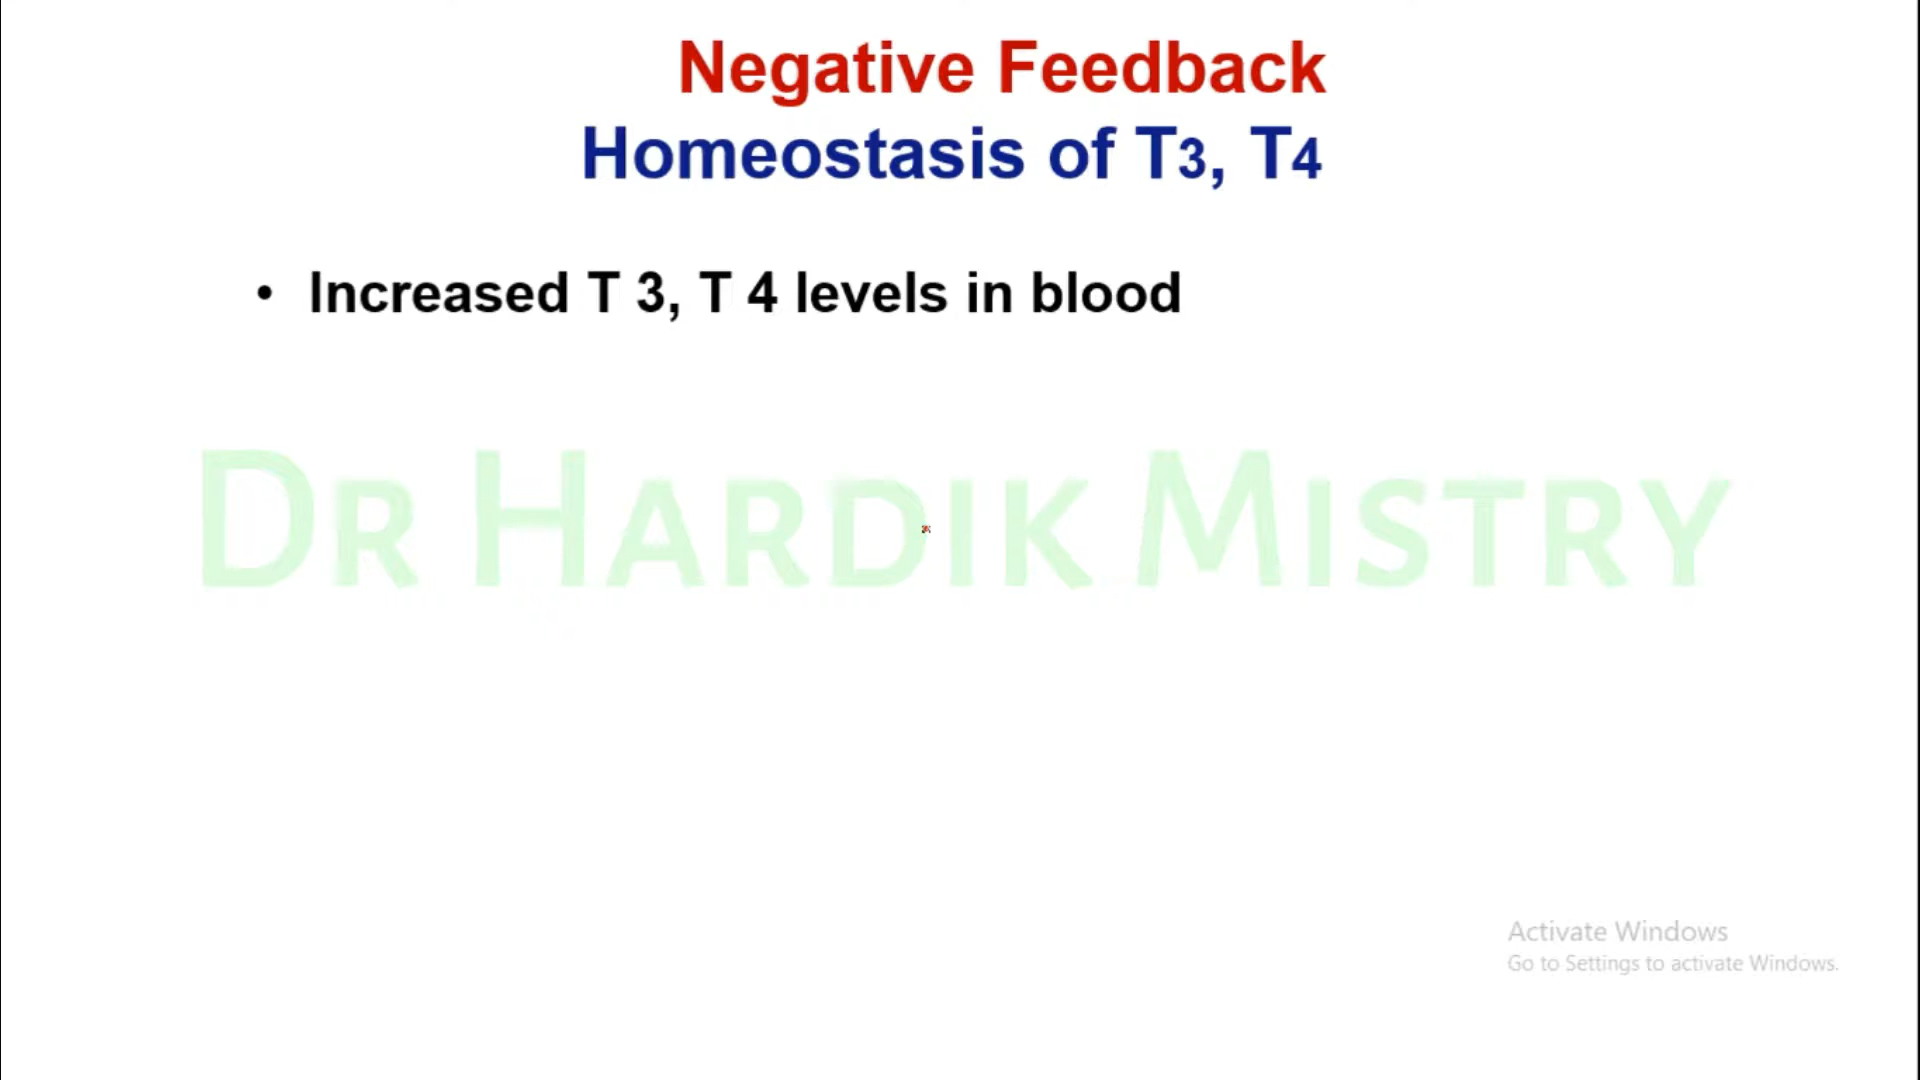 Negative Feedback
Homeostasis of T3, T4
• Increased T 3, T 4 levels in blood
DR HARDIK MISTRY
Activate Windows
Go to Settings to activate Windows.